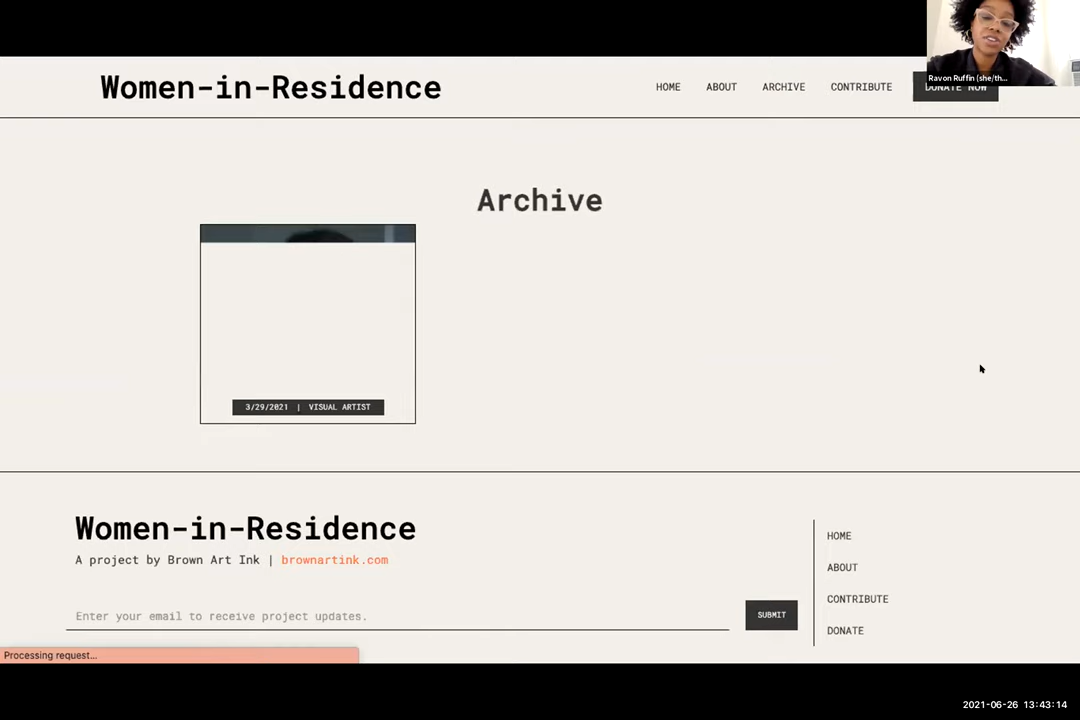 Women-in-Residence
HOME
ABOUT
ARCHIVE
CONTRIBUTE
DONATE NOW
Ravon Ruffin (she/th...
Archive
3/29/2021 | VISUAL ARTIST
Women-in-Residence
A project by Brown Art Ink | brownartink.com
Enter your email to receive project updates.
SUBMIT
HOME
ABOUT
CONTRIBUTE
DONATE
Processing request...
2021-06-26 13:43:14